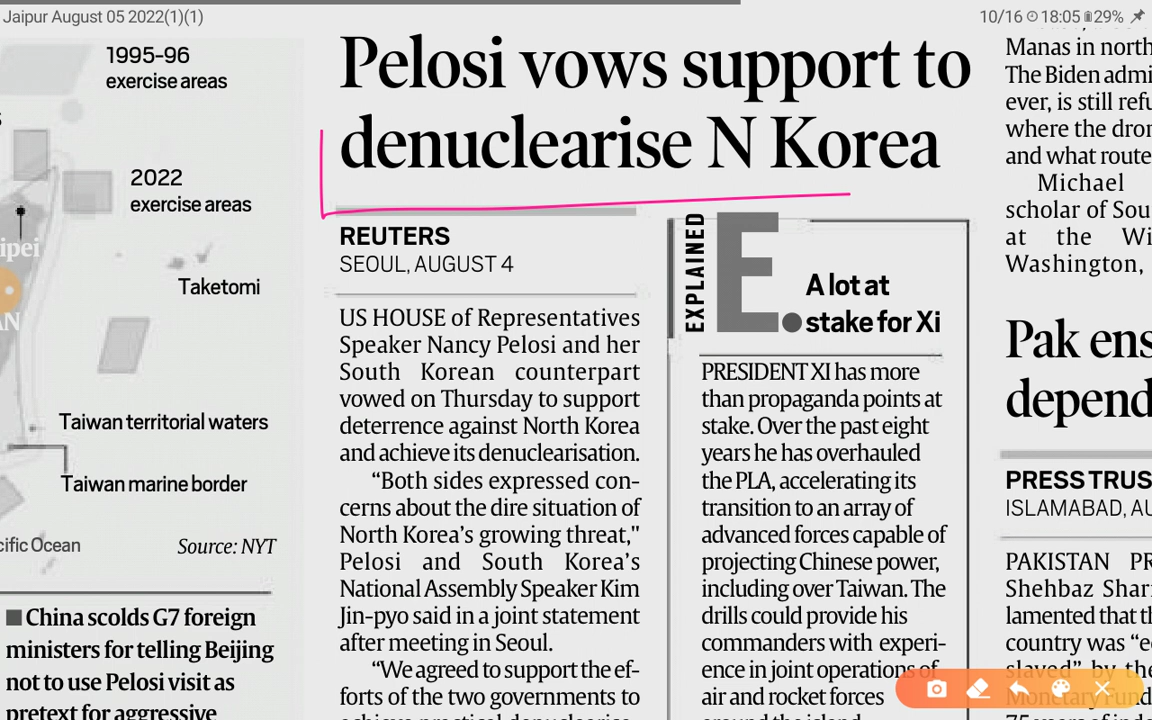 Jaipur August 05 2022(1)(1)
10/16 18:05 29%
1995-96
exercise areas
2022
exercise areas
Taketomi
Taiwan territorial waters
Taiwan marine border
cific Ocean
Source: NYT
China scolds G7 foreign
ministers for telling Beijing
not to use Pelosi visit as
pretext for aggressive
Pelosi vows support to
denuclearise N Korea
REUTERS
SEOUL, AUGUST 4
US HOUSE of Representatives
Speaker Nancy Pelosi and her
South Korean counterpart
vowed on Thursday to support
deterrence against North Korea
and achieve its denuclearisation.
“Both sides expressed con-
cerns about the dire situation of
North Korea’s growing threat,"
Pelosi and South Korea’s
National Assembly Speaker Kim
Jin-pyo said in a joint statement
after meeting in Seoul.
“We agreed to support the ef-
forts of the two governments to
EXPLAINED
E.
A lot at
stake for Xi
PRESIDENT XI has more
than propaganda points at
stake. Over the past eight
years he has overhauled
the PLA, accelerating its
transition to an array of
advanced forces capable of
projecting Chinese power,
including over Taiwan. The
drills could provide his
commanders with experi-
ence in joint operations of
air and rocket forces
around the island
Manas in north
The Biden admi
ever, is still refu
where the dron
and what route
Michael
scholar of Sou
at the Wi
Washington,
Pak ens
depend
PRESS TRUS
ISLAMABAD, AU
PAKISTAN PR
Shehbaz Shari
lamented that th
country was “e
slaved” by the
Monetary Fund